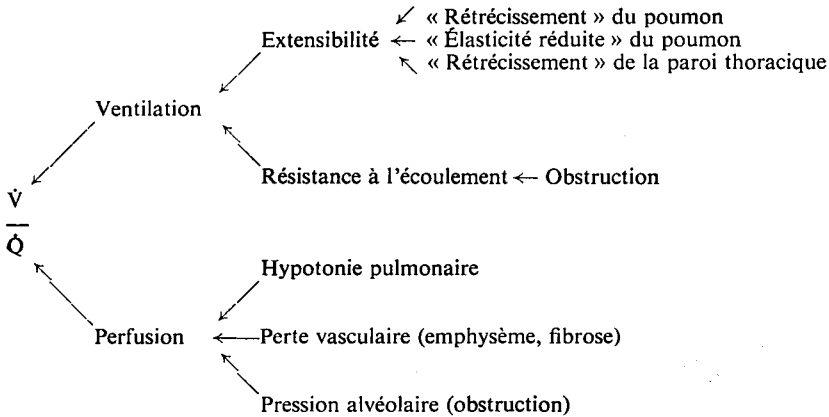 « Rétrécissement » du poumon
Extensibilité « Élasticité réduite » du poumon
« Rétrécissement » de la paroi thoracique
Ventilation
Résistance à l'écoulement Obstruction
V̇
Q̇
Hypotonie pulmonaire
Perfusion Perte vasculaire (emphysème, fibrose)
Pression alvéolaire (obstruction)